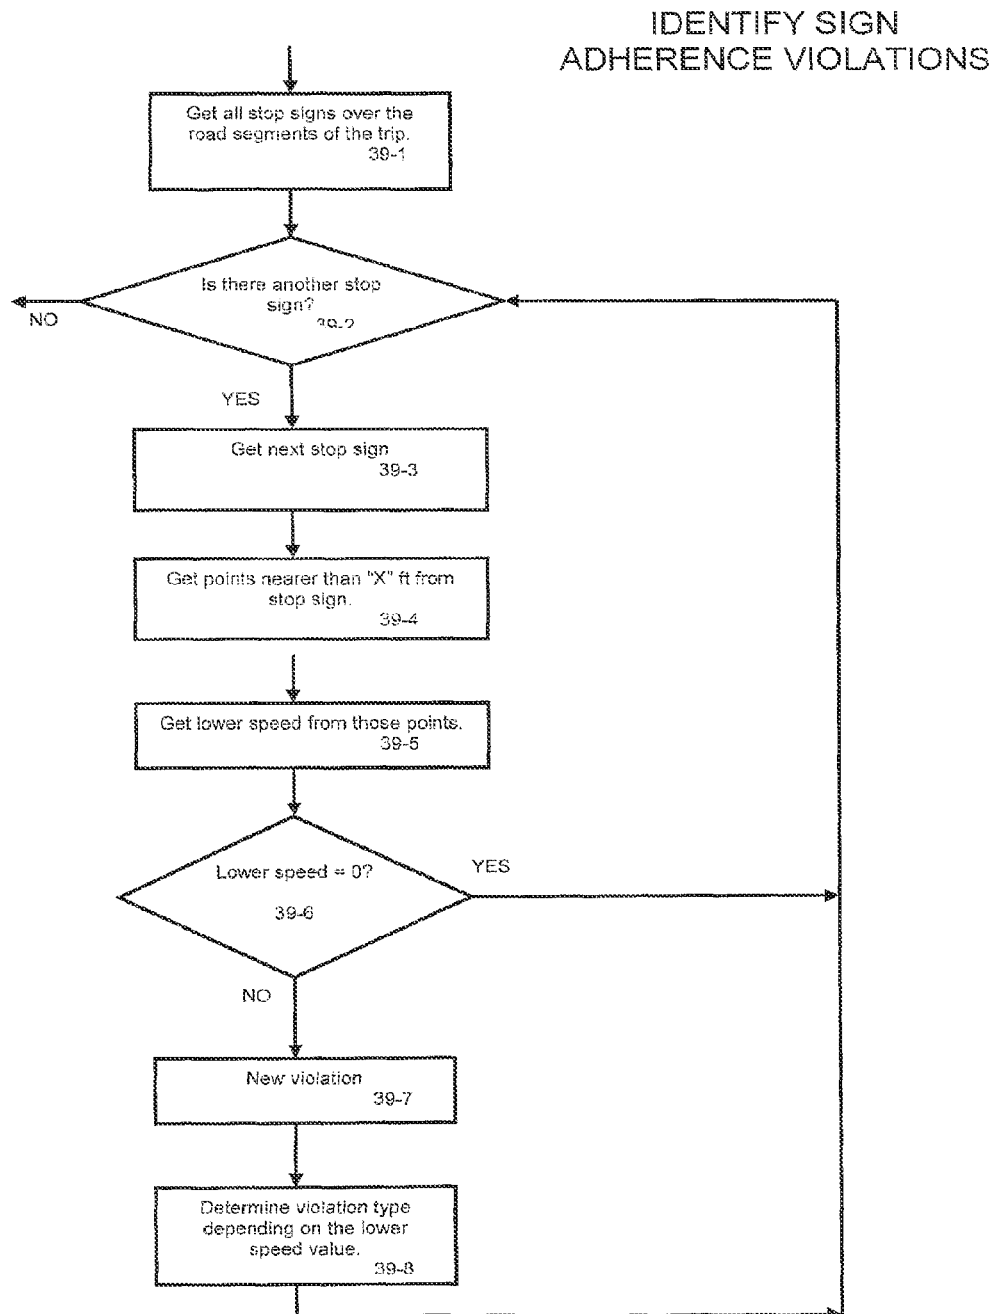 IDENTIFY SIGN
ADHERENCE VIOLATIONS
Get all stop signs over the
road segments of the trip.
39-1
Is there another stop
sign?
39-2
NO
YES
Get next stop sign
39-3
Get points nearer than "X" ft from
stop sign.
39-4
Get lower speed from those points.
39-5
Lower speed = 0?
39-6
YES
NO
New violation
39-7
Determine violation type
depending on the lower
speed value.
39-8